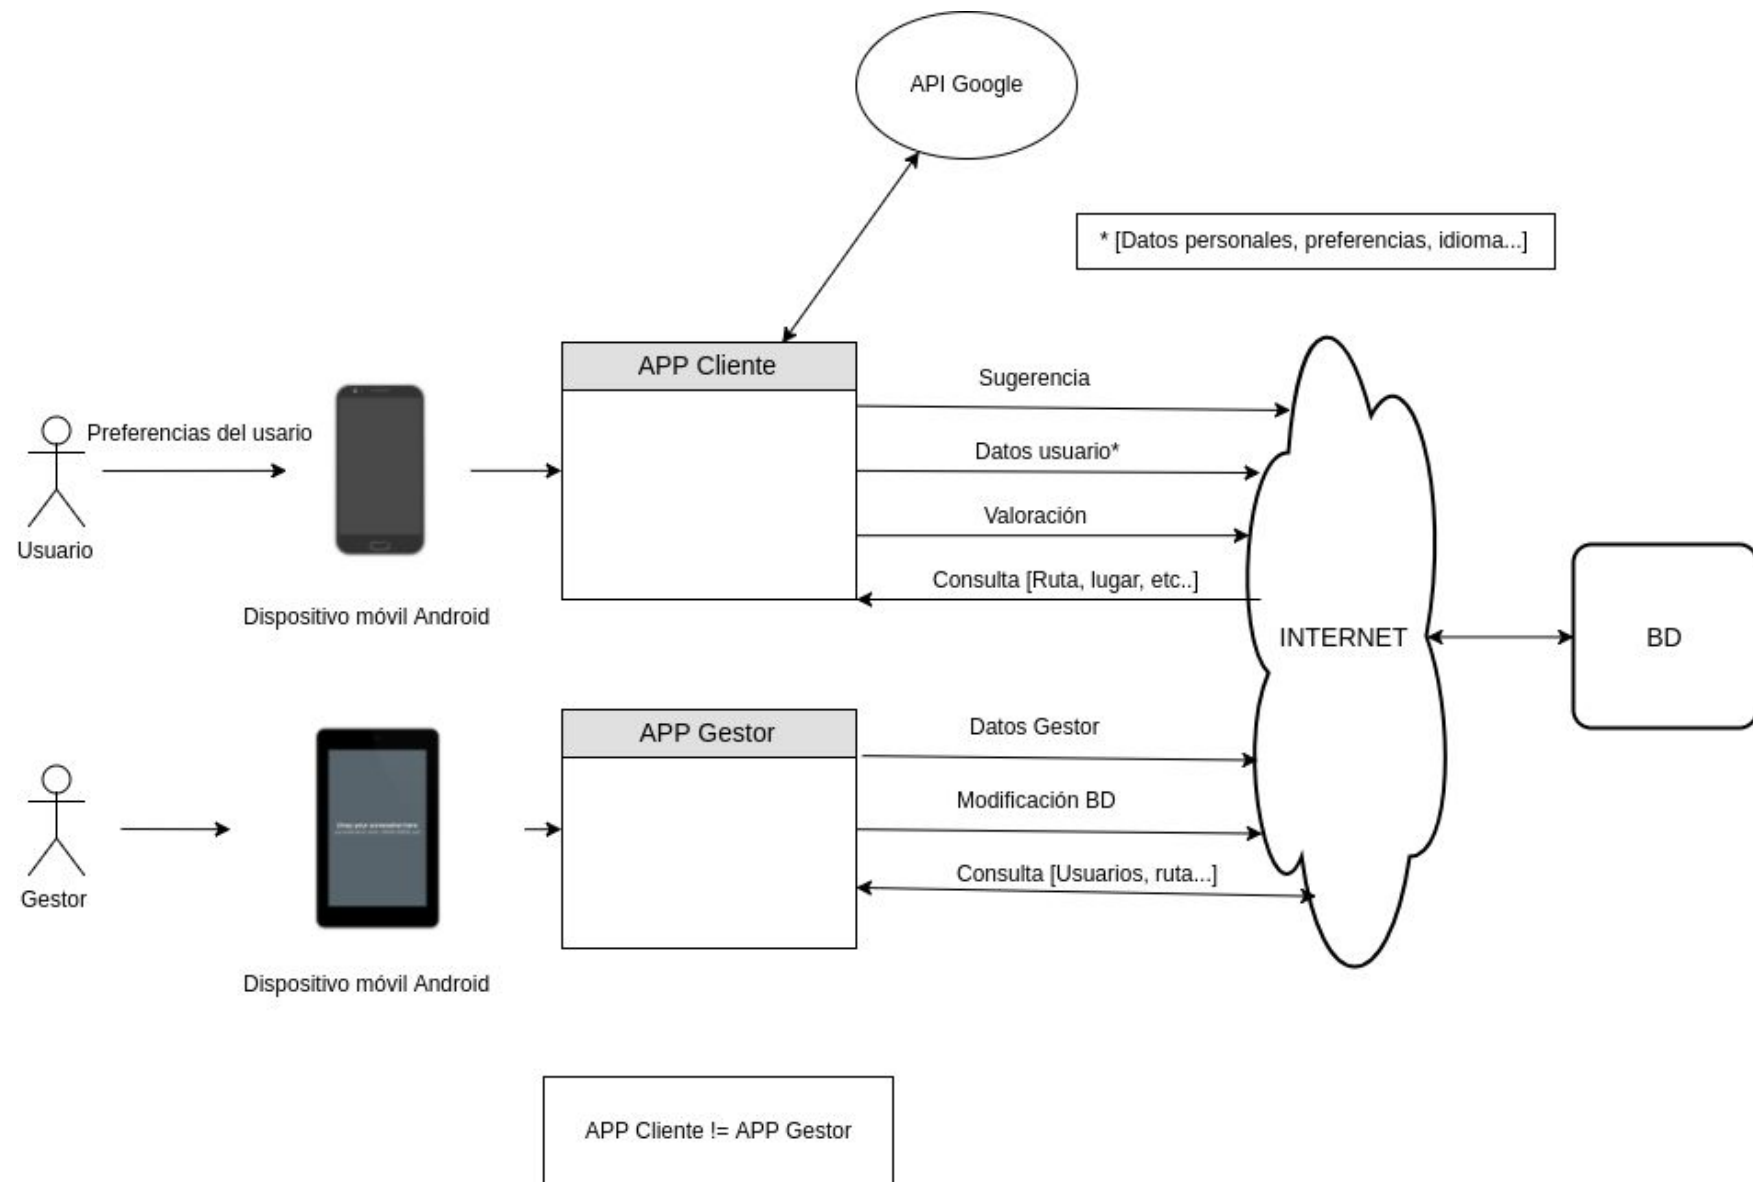 API Google
* [Datos personales, preferencias, idioma...]
APP Cliente
Sugerencia
Preferencias del usario
Datos usuario*
Valoración
Usuario
Consulta [Ruta, lugar, etc..]
Dispositivo móvil Android
INTERNET
BD
APP Gestor
Datos Gestor
Modificación BD
Consulta [Usuarios, ruta...]
Gestor
Dispositivo móvil Android
APP Cliente != APP Gestor